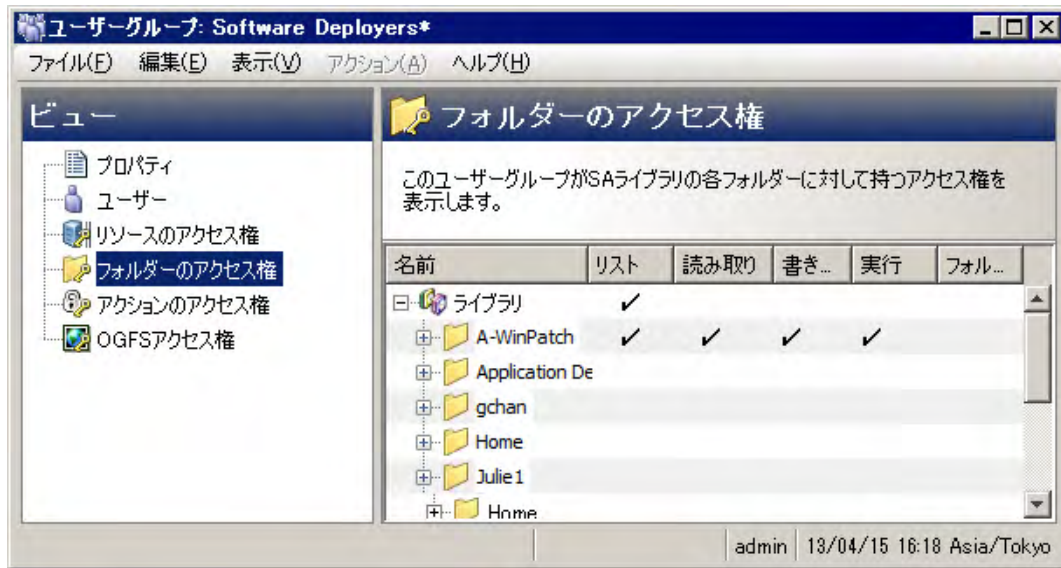 ユーザーグループ: Software Deployers*
ファイル(F) 編集(E) 表示(V) アクション(A) ヘルプ(H)
ビュー
プロパティ
ユーザー
リソースのアクセス権
フォルダーのアクセス権
アクションのアクセス権
OGFSアクセス権
フォルダーのアクセス権
このユーザーグループがSAライブラリの各フォルダーに対して持つアクセス権を
表示します。
名前 リスト 読み取り 書き... 実行 フォル...
ライブラリ ✓
A-WinPatch ✓ ✓ ✓ ✓
Application De
gchan
Home
Julie1
Home
admin 13/04/15 16:18 Asia/Tokyo